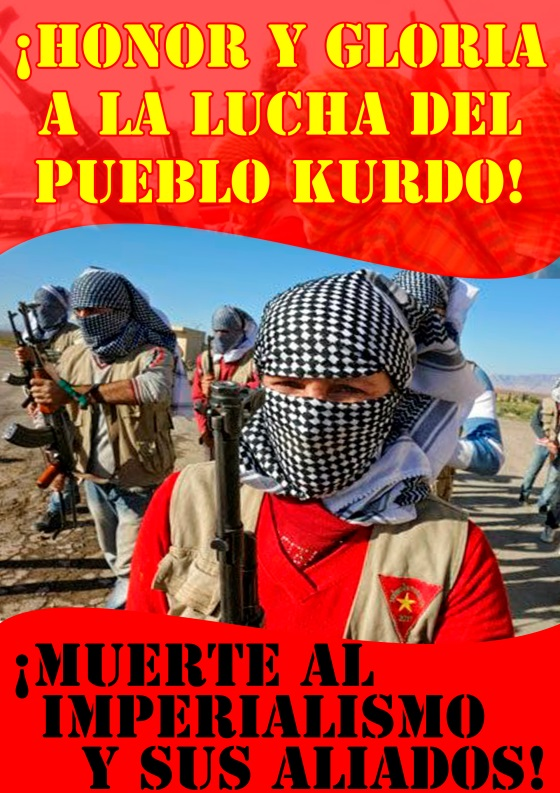 ¡HONOR Y GLORIA
A LA LUCHA DEL
PUEBLO KURDO!
¡MUERTE AL
IMPERIALISMO
Y SUS ALIADOS!